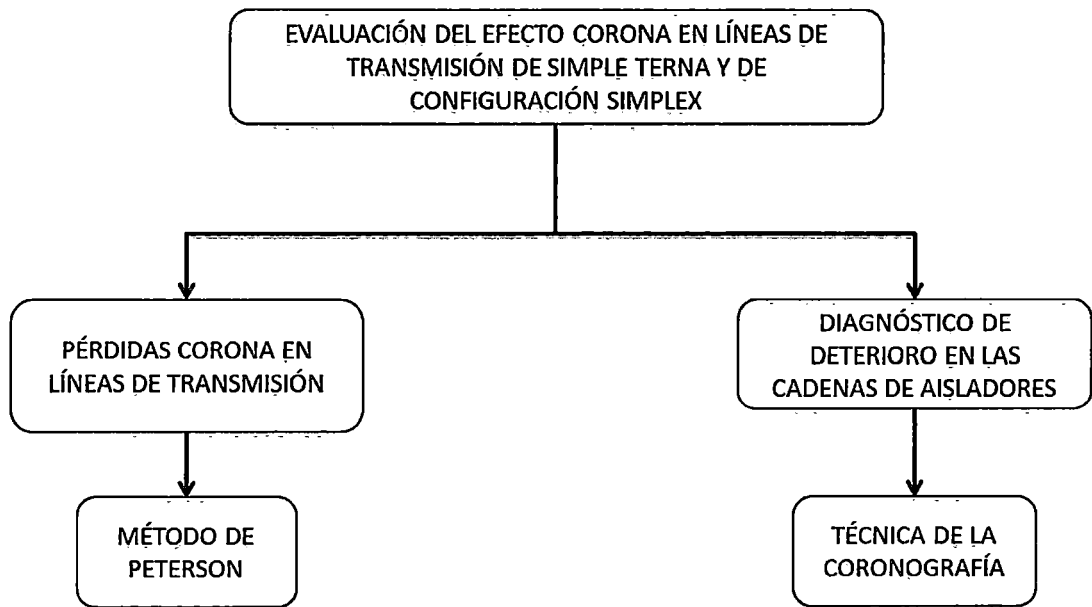 EVALUACIÓN DEL EFECTO CORONA EN LÍNEAS DE
TRANSMISIÓN DE SIMPLE TERNA Y DE
CONFIGURACIÓN SIMPLEX
PÉRDIDAS CORONA EN
LÍNEAS DE TRANSMISIÓN
DIAGNÓSTICO DE
DETERIORO EN LAS
CADENAS DE AISLADORES
MÉTODO DE
PETERSON
TÉCNICA DE LA
CORONOGRAFÍA